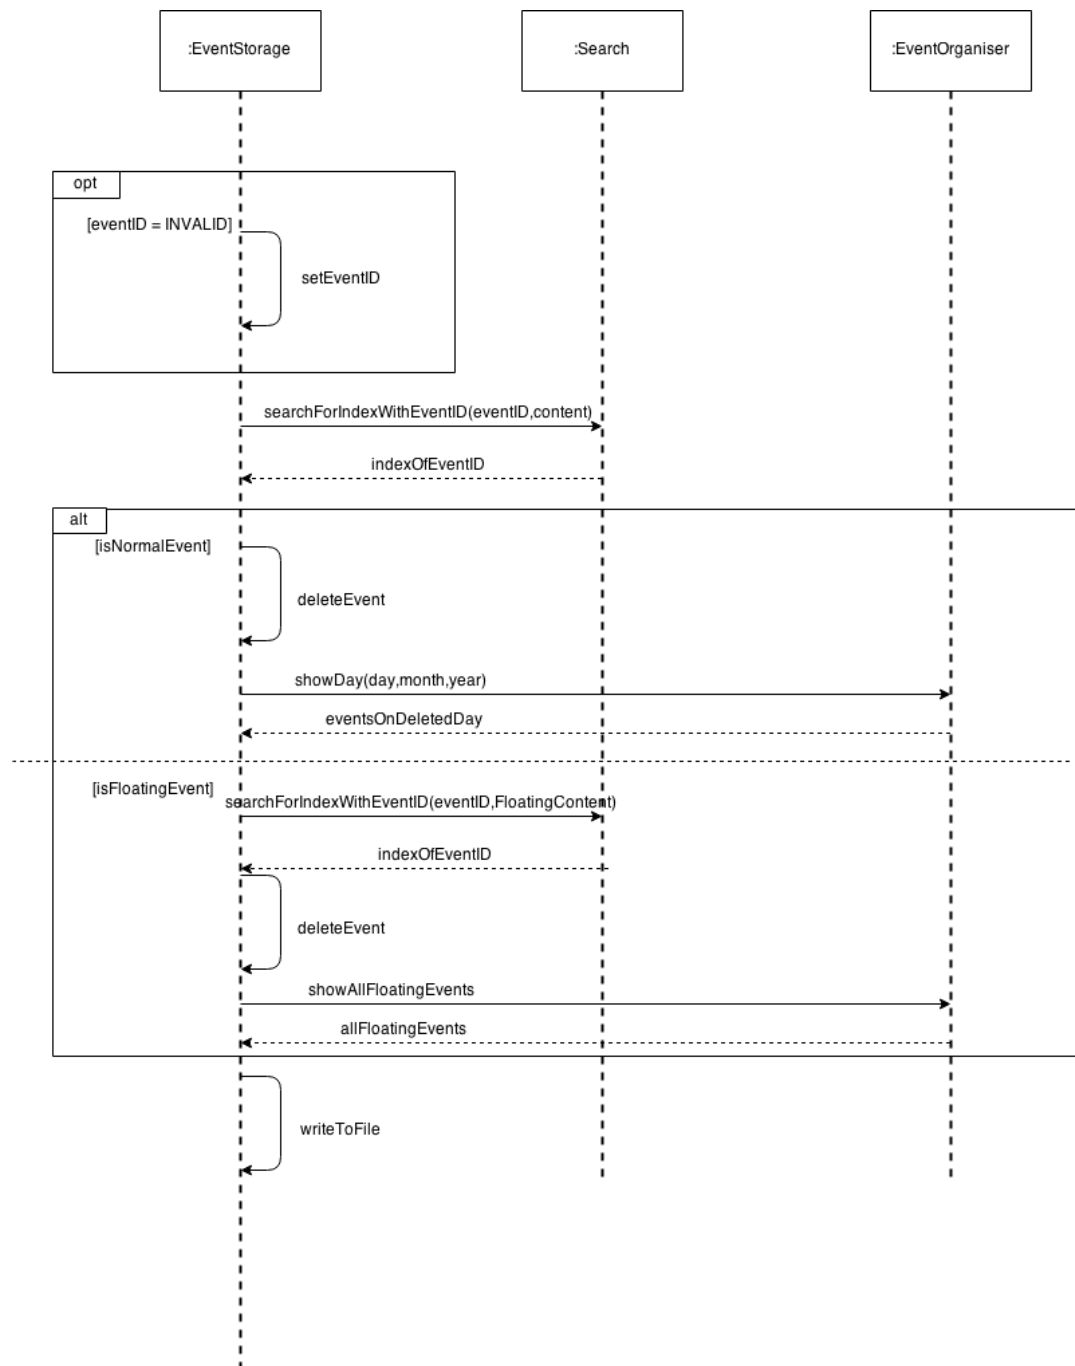 :EventStorage
:Search
:EventOrganiser
opt
[eventID = INVALID]
setEventID
searchForIndexWithEventID(eventID,content)
indexOfEventID
alt
[isNormalEvent]
deleteEvent
showDay(day,month,year)
eventsOnDeletedDay
[isFloatingEvent]
searchForIndexWithEventID(eventID,FloatingContent)
indexOfEventID
deleteEvent
showAllFloatingEvents
allFloatingEvents
writeToFile